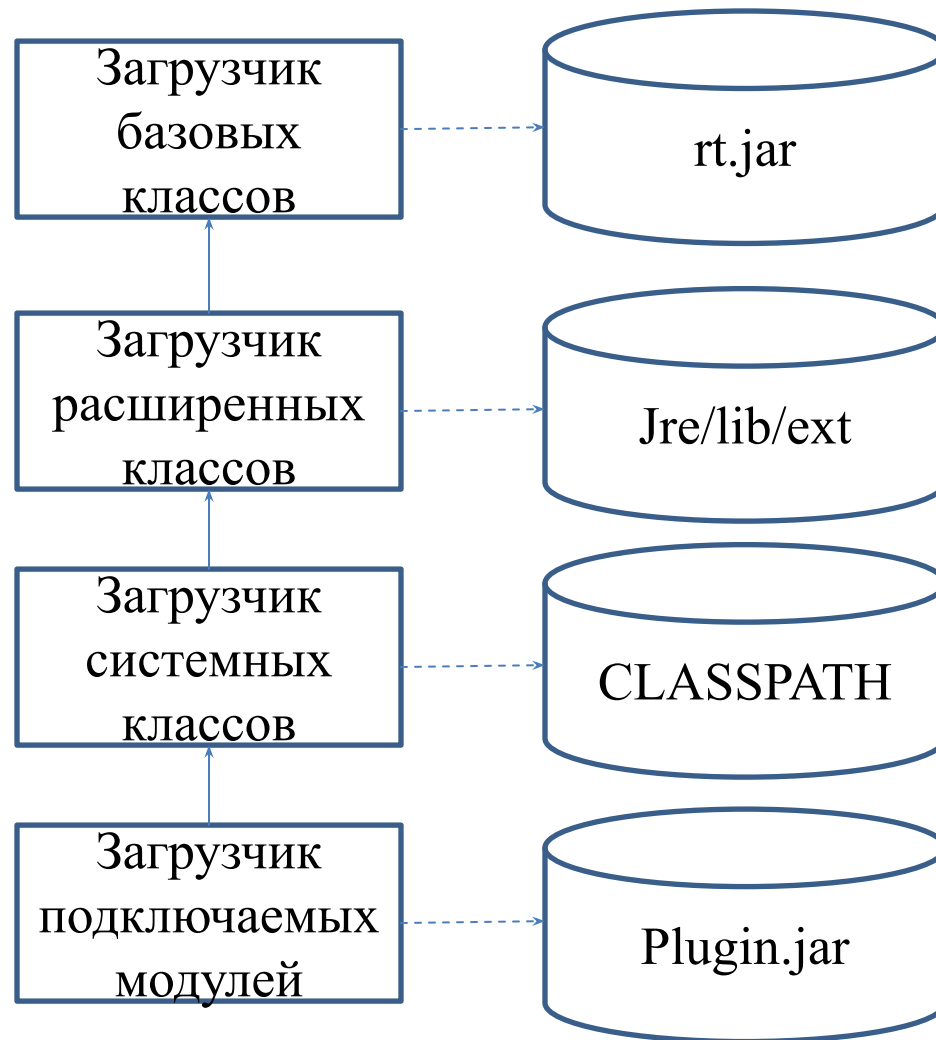 Загрузчик
базовых
классов
rt.jar
Загрузчик
расширенных
классов
Jre/lib/ext
Загрузчик
системных
классов
CLASSPATH
Загрузчик
подключаемых
модулей
Plugin.jar